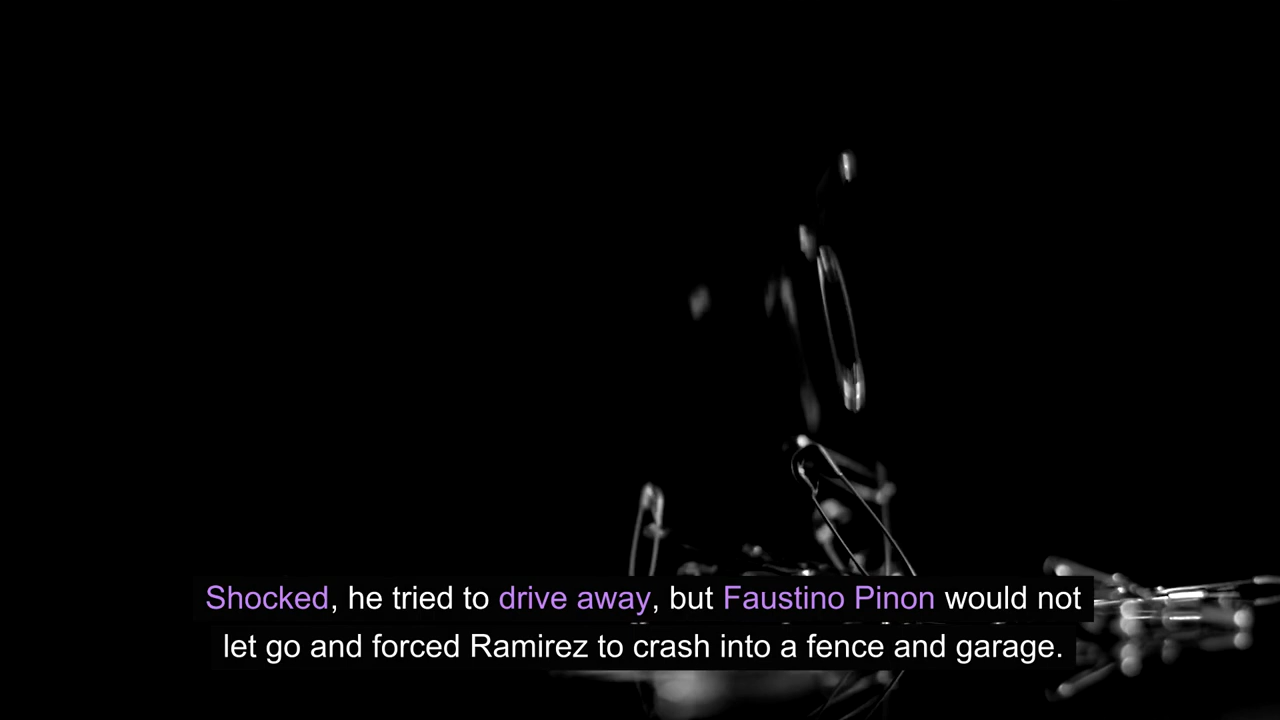 Shocked, he tried to drive away, but Faustino Pinon would not
let go and forced Ramirez to crash into a fence and garage.